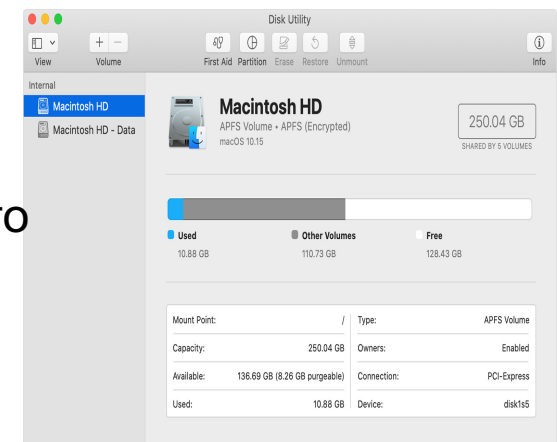 Disk Utility
View
Volume
First Aid Partition Erase Restore Unmount
Info
Internal
Macintosh HD
Macintosh HD - Data
Macintosh HD
APFS Volume • APFS (Encrypted)
macOS 10.15
250.04 GB
SHARED BY 5 VOLUMES
ro
Used
10.88 GB
Other Volumes
110.73 GB
Free
128.43 GB
Mount Point: /
Type: APFS Volume
Capacity: 250.04 GB
Owners: Enabled
Available: 136.69 GB (8.26 GB purgeable)
Connection: PCI-Express
Used: 10.88 GB
Device: disk1s5